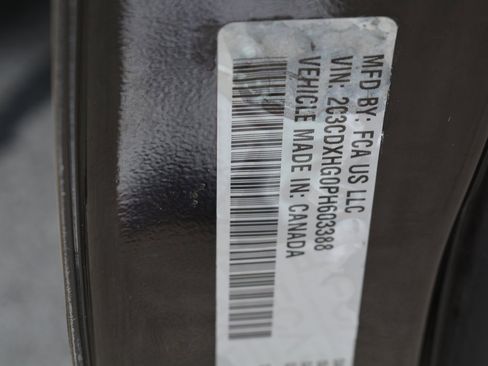 MFD BY: FCA US LLC
VIN: 2C3CDXHG0PH603388
VEHICLE MADE IN: CANADA